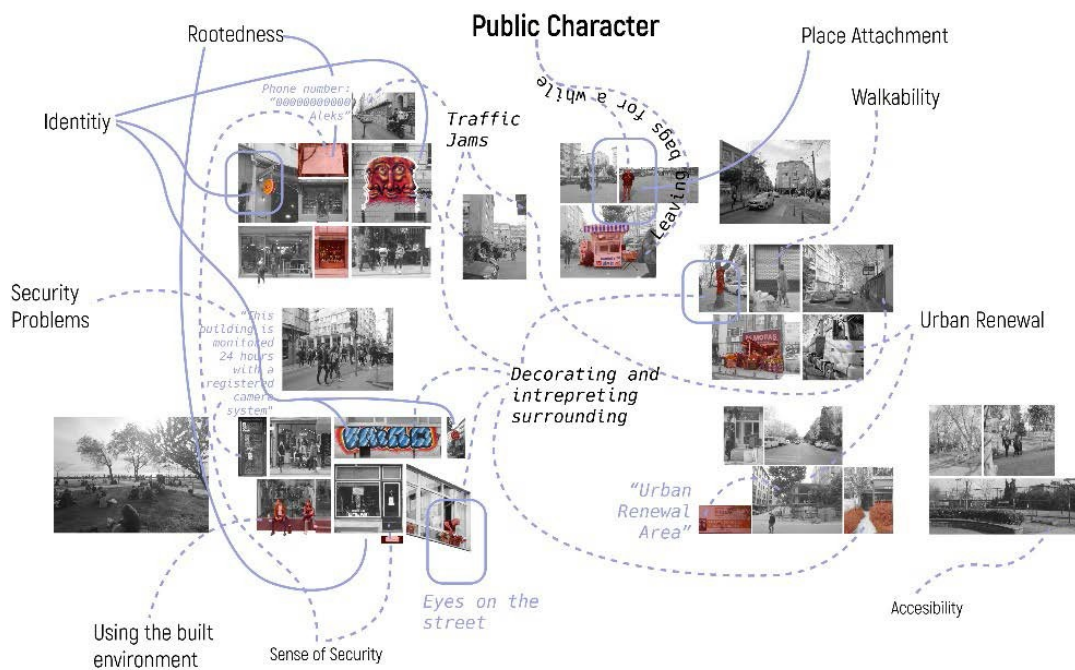 Public Character
Rootedness
Place Attachment
Phone number:
"00000000000
Aleks"
Walkability
Identitiy
Traffic
Jams
Leaving bags for a while
Security
Problems
"This
building is
monitored
24 hours
with a
registered
camera
system"
Urban Renewal
Decorating and
intrepreting
surrounding
"Urban
Renewal
Area"
Eyes on the
street
Accesibility
Using the built
environment
Sense of Security